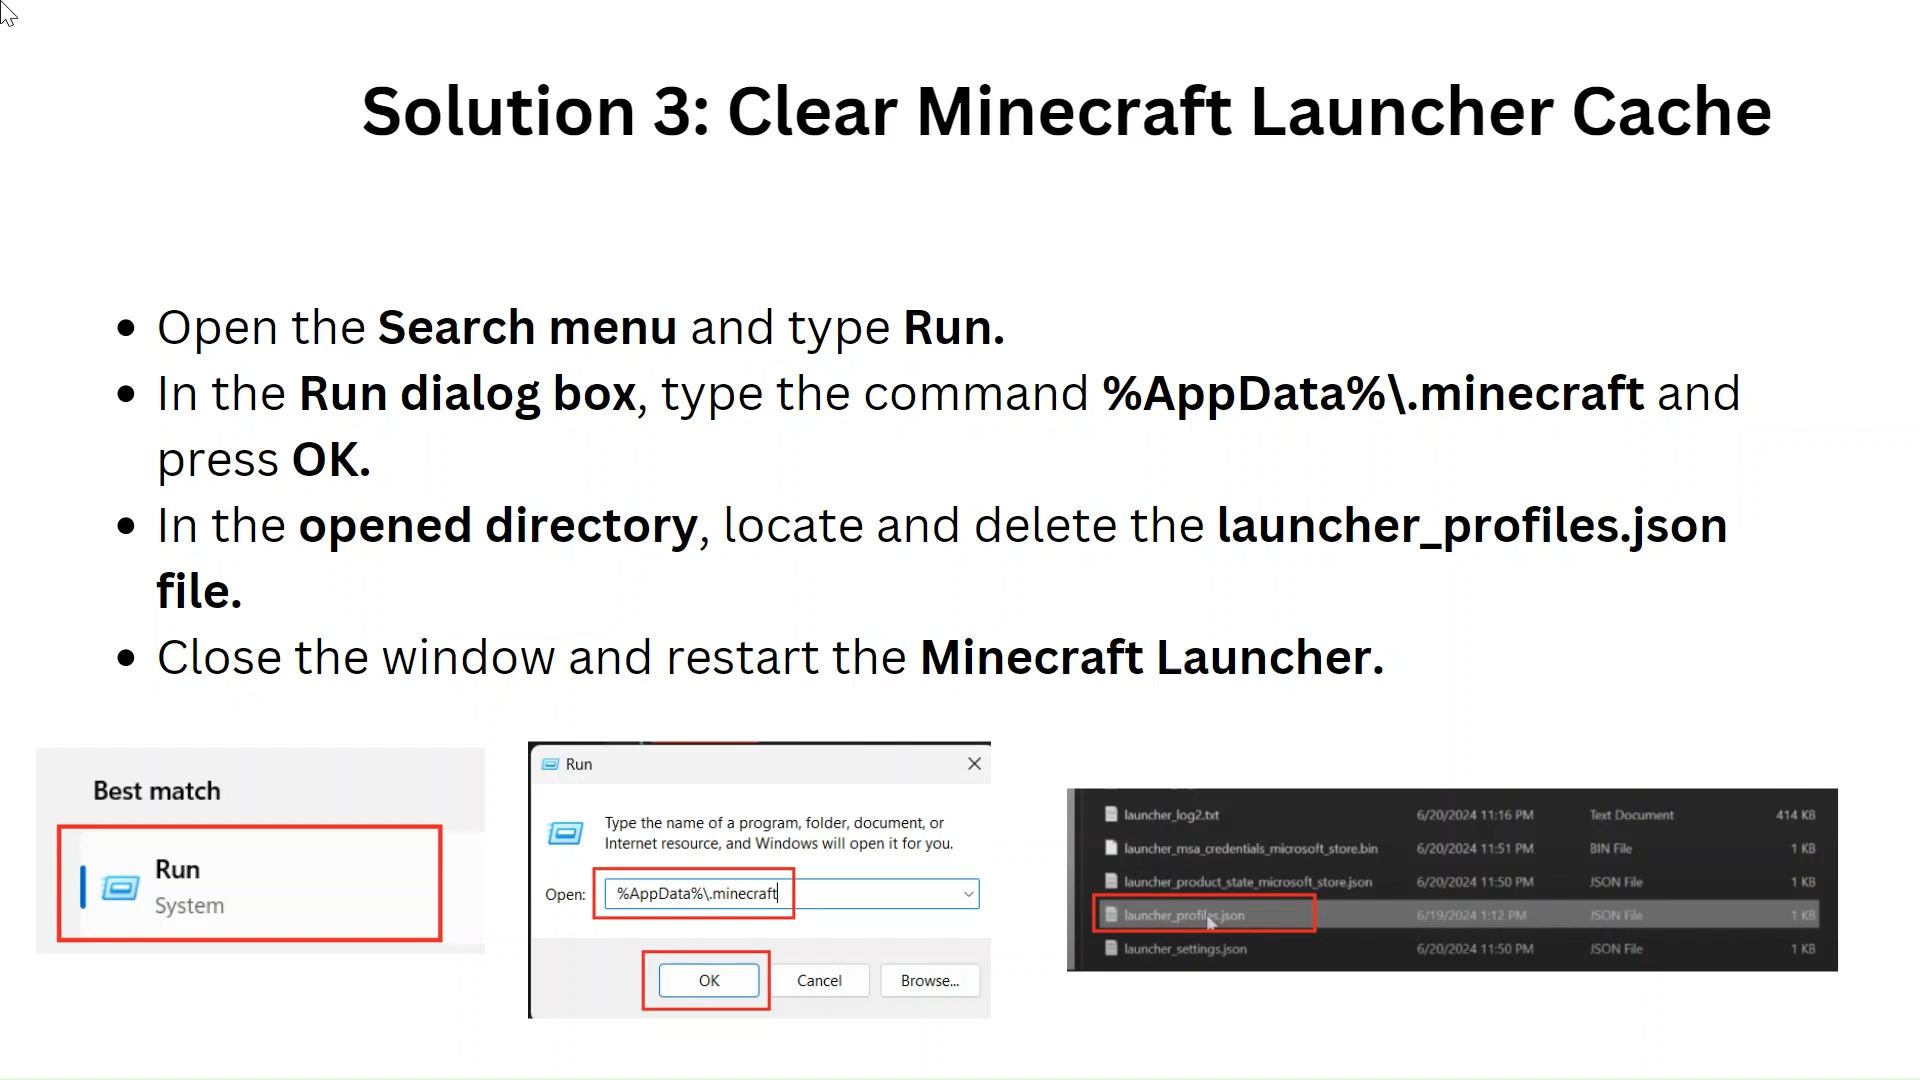 Solution 3: Clear Minecraft Launcher Cache
• Open the Search menu and type Run.
• In the Run dialog box, type the command %AppData%\.minecraft and
press OK.
• In the opened directory, locate and delete the launcher_profiles.json
file.
• Close the window and restart the Minecraft Launcher.
Best match
Run
System
Run
Type the name of a program, folder, document, or
Internet resource, and Windows will open it for you.
Open: %AppData%\.minecraft
OK Cancel Browse...
launcher_log2.txt 6/20/2024 11:16 PM Text Document 414 KB
launcher_msa_credentials_microsoft_store.bin 6/20/2024 11:51 PM BIN File 1 KB
launcher_product_state_microsoft_store.json 6/20/2024 11:50 PM JSON File 1 KB
launcher_profiles.json 6/19/2024 1:12 PM JSON File 1 KB
launcher_settings.json 6/20/2024 11:50 PM JSON File 1 KB